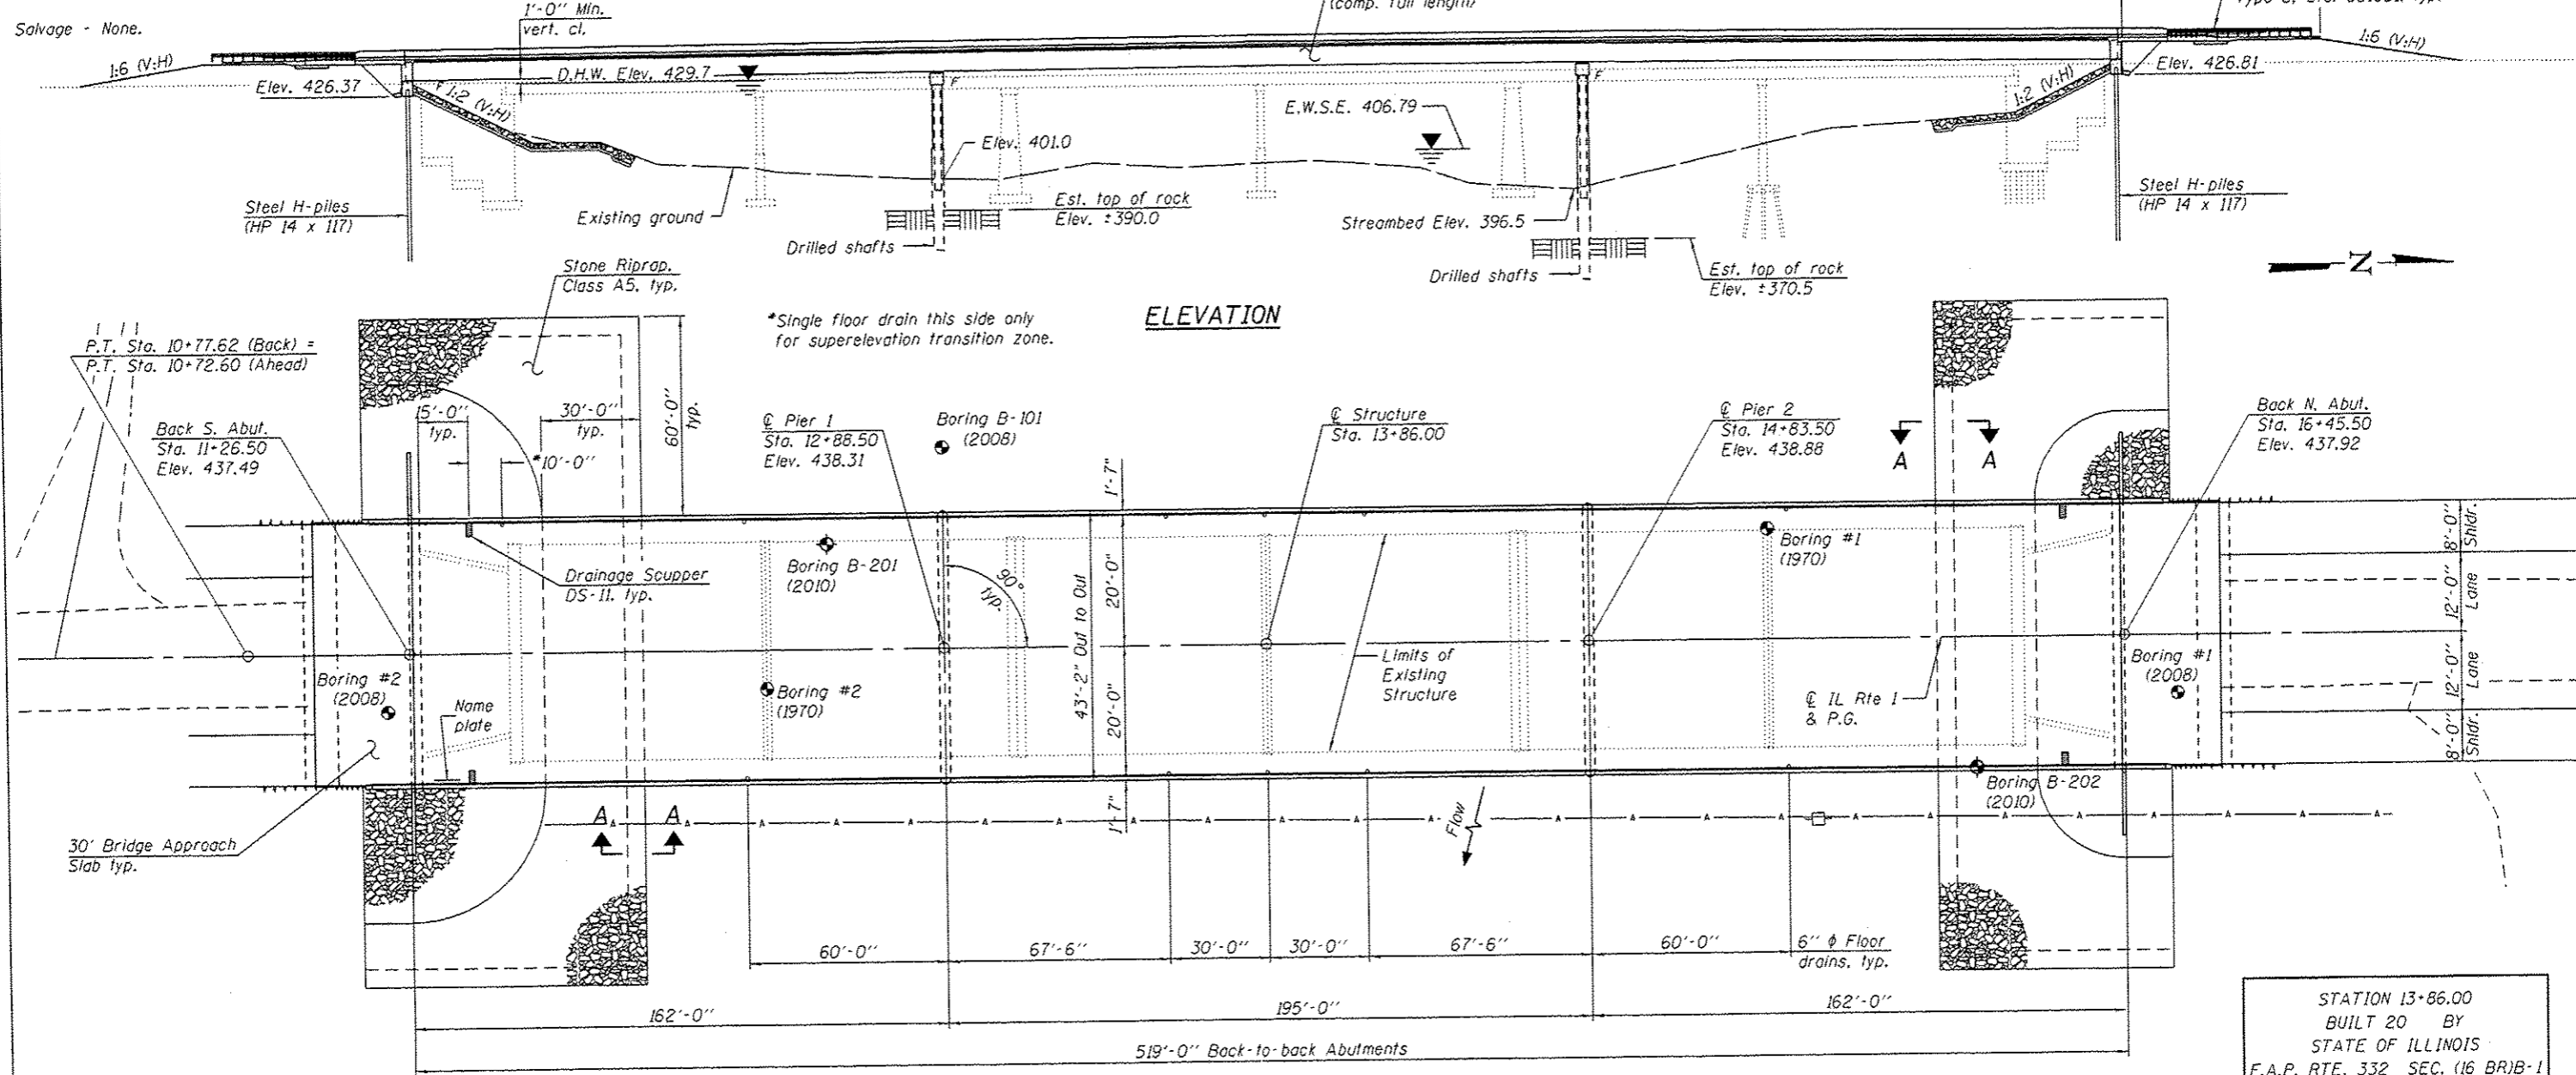 Salvage - None.
1'-0" Min.
vert. cl.
(comp. full length)
1:6 (V:H)
D.H.W. Elev. 429.7
1:6 (V:H)
Elev. 426.37
1:2 (V:H)
F
F
E.W.S.E. 406.79
1:2 (V:H)
Elev. 426.81
Elev. 401.0
Steel H-piles
(HP 14 x 117)
Existing ground
Est. top of rock
Elev. ±390.0
Drilled shafts
Streambed Elev. 396.5
Steel H-piles
(HP 14 x 117)
Drilled shafts
Est. top of rock
Elev. ±370.5
N
ELEVATION
Stone Riprap,
Class A5, typ.
*Single floor drain this side only
for superelevation transition zone.
P.T. Sta. 10+77.62 (Back) =
P.T. Sta. 10+72.60 (Ahead)
Back S. Abut.
Sta. 11+26.50
Elev. 437.49
15'-0"
typ.
30'-0"
typ.
60'-0"
typ.
*10'-0"
℄ Pier 1
Sta. 12+88.50
Elev. 438.31
Boring B-101
(2008)
1'-7"
℄ Structure
Sta. 13+86.00
℄ Pier 2
Sta. 14+83.50
Elev. 438.88
A
A
Back N. Abut.
Sta. 16+45.50
Elev. 437.92
Drainage Scupper
DS-11, typ.
Boring B-201
(2010)
90°
typ.
43'-2" Out to Out
20'-0"
20'-0"
Boring #1
(1970)
8'-0"
Shldr.
12'-0"
Lane
12'-0"
Lane
8'-0"
Shldr.
Boring #2
(2008)
Name
plate
Boring #2
(1970)
Limits of
Existing
Structure
℄ IL Rte 1
& P.G.
Boring #1
(2008)
Boring B-202
(2010)
1'-7"
A
A
Flow
30' Bridge Approach
Slab typ.
60'-0"
67'-6"
30'-0"
30'-0"
67'-6"
60'-0"
6" φ Floor
drains, typ.
162'-0"
195'-0"
162'-0"
519'-0" Back-to-back Abutments
STATION 13+86.00
BUILT 20 BY
STATE OF ILLINOIS
F.A.P. RTE. 332 SEC. (16 BR)B-1